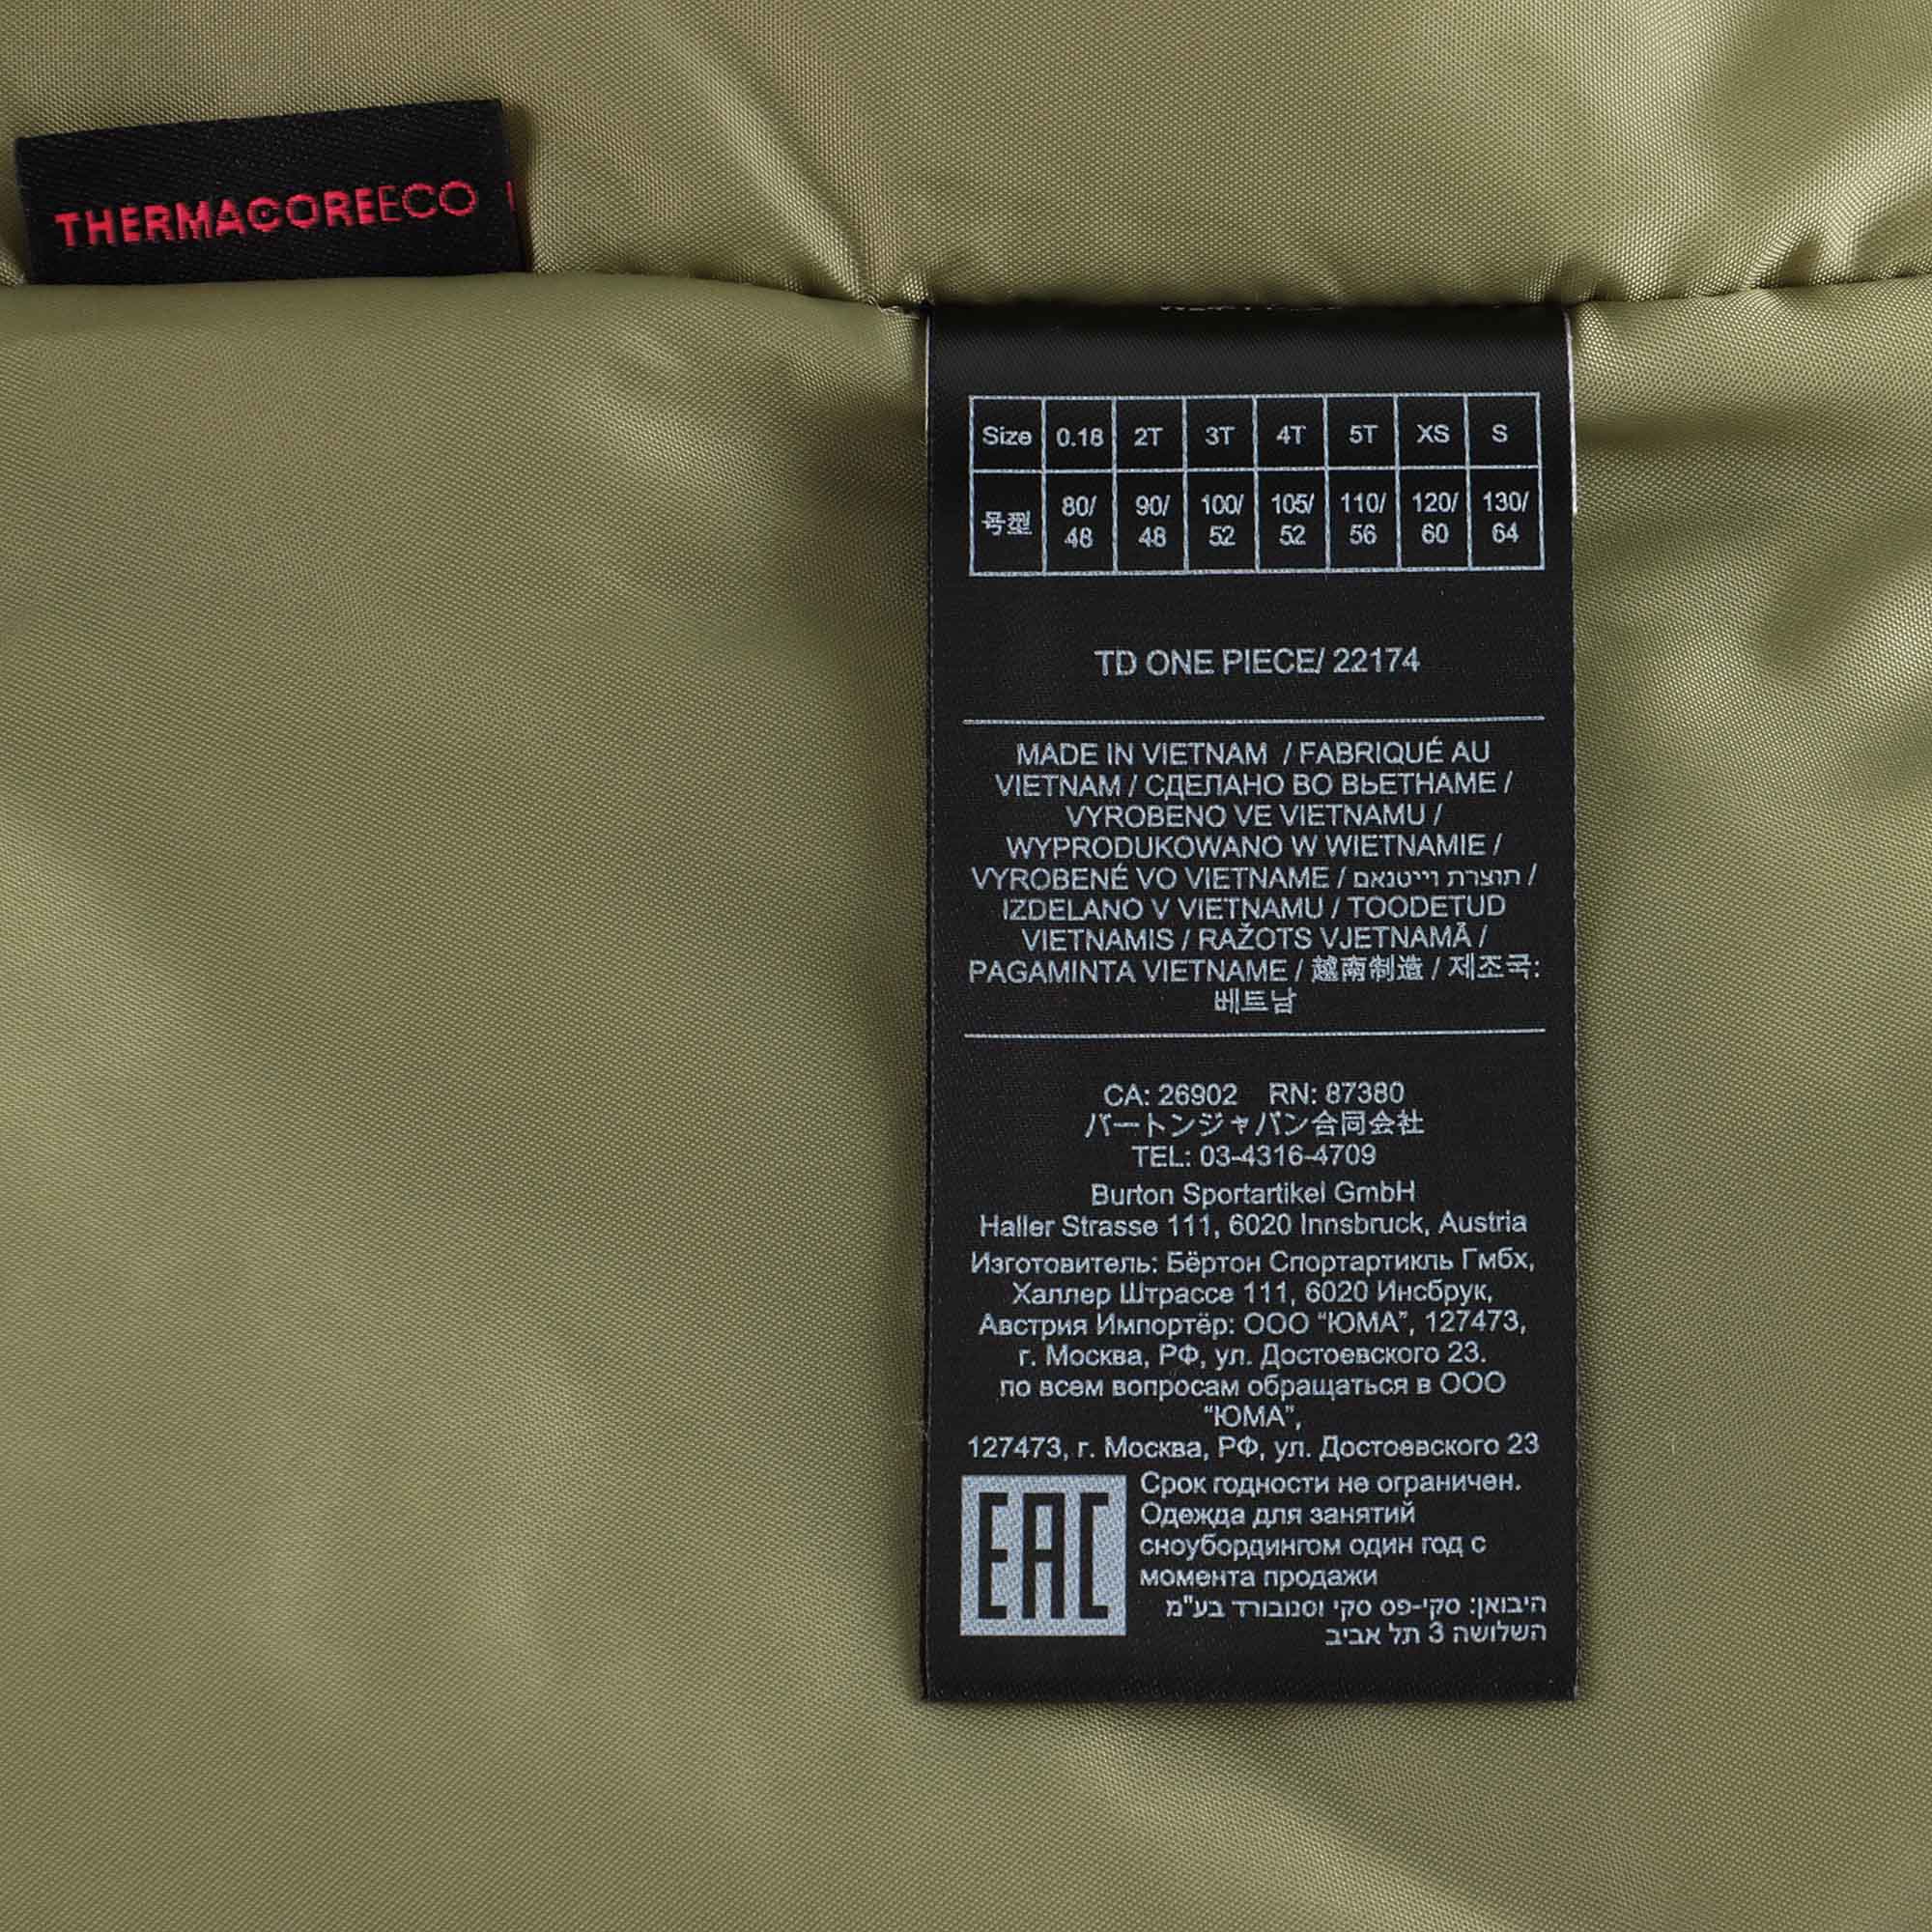 THERMACOREECO
Size 0.18 2T 3T 4T 5T XS S
号型 80/48 90/48 100/52 105/52 110/56 120/60 130/64
TD ONE PIECE/ 22174
MADE IN VIETNAM / FABRIQUÉ AU
VIETNAM / СДЕЛАНО ВО ВЬЕТНАМЕ /
VYROBENO VE VIETNAMU /
WYPRODUKOWANO W WIETNAMIE /
VYROBENÉ VO VIETNAME / תוצרת וייטנאם /
IZDELANO V VIETNAMU / TOODETUD
VIETNAMIS / RAŽOTS VJETNAMĀ /
PAGAMINTA VIETNAME / 越南制造 / 제조국:
베트남
CA: 26902 RN: 87380
バートンジャパン合同会社
TEL: 03-4316-4709
Burton Sportartikel GmbH
Haller Strasse 111, 6020 Innsbruck, Austria
Изготовитель: Бёртон Спортартикль Гмбх,
Халлер Штрассе 111, 6020 Инсбрук,
Австрия Импортёр: ООО “ЮМА”, 127473,
г. Москва, РФ, ул. Достоевского 23.
по всем вопросам обращаться в ООО
“ЮМА”,
127473, г. Москва, РФ, ул. Достоевского 23
EAC
Срок годности не ограничен.
Одежда для занятий
сноубордингом один год с
момента продажи
היבואן: סקי-פס סקי וסנובורד בע"מ
השלושה 3 תל אביב